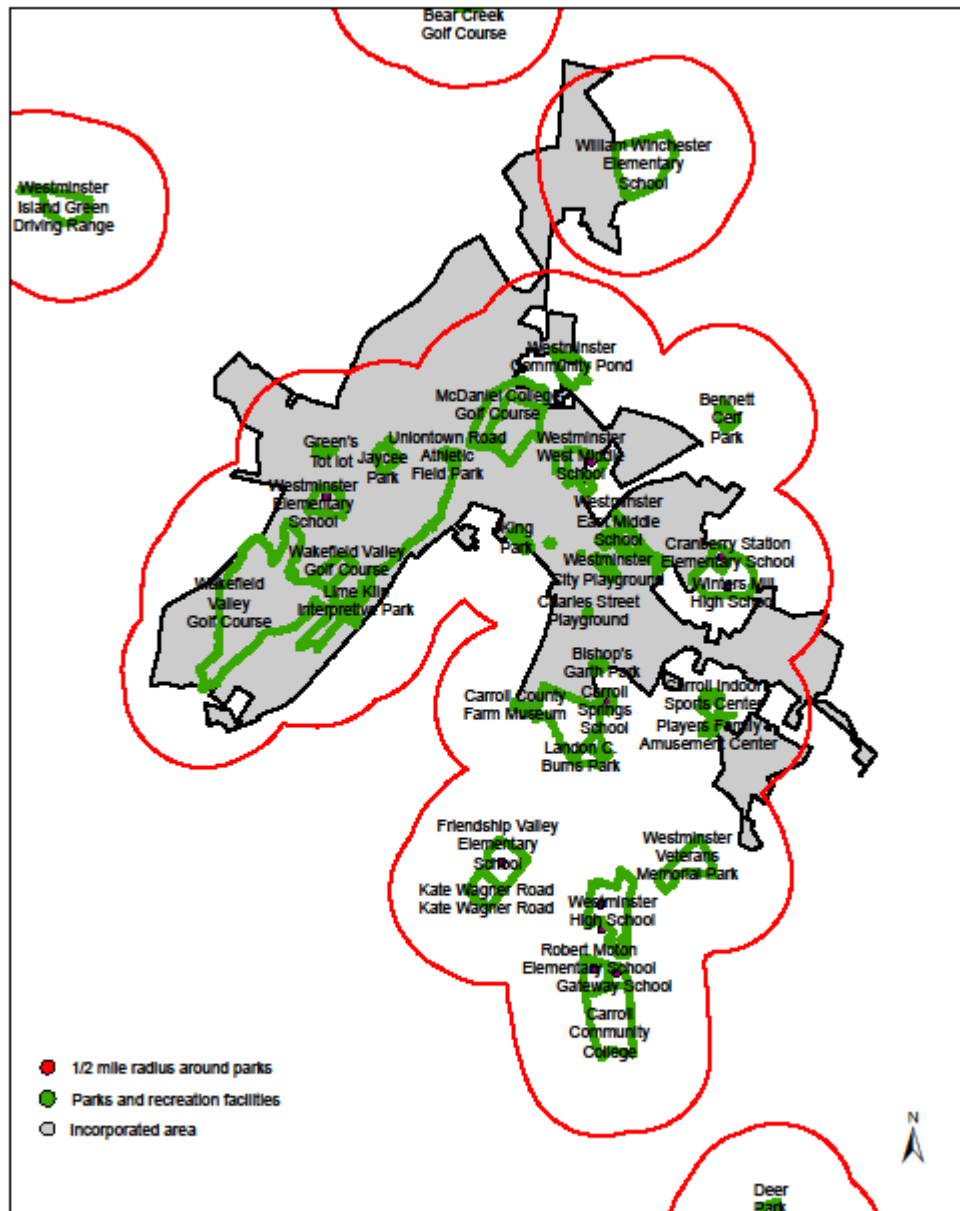 Bear Creek
Golf Course
William Winchester
Elementary
School
Westminster
Island Green
Driving Range
Westminster
Community Pond
McDaniel College
Golf Course
Bennett
Cerf
Park
Green's
Tot lot
Jaycee
Park
Uniontown Road
Athletic
Field Park
Westminster
West Middle
School
Westminster
Elementary
School
Westminster
East Middle
School
King
Park
Cranberry Station
Elementary School
Wakefield Valley
Golf Course
Westminster
City Playground
Winters Mill
High School
Wakefield
Valley
Golf Course
Lime Kiln
Interpretive Park
Charles Street
Playground
Bishop's
Garth Park
Carroll County
Farm Museum
Carroll
Springs
School
Carroll Indoor
Sports Center
Players Family
Amusement Center
Landon C.
Burns Park
Friendship Valley
Elementary
School
Westminster
Veterans
Memorial Park
Kate Wagner Road
Kate Wagner Road
Westminster
High School
Robert Moton
Elementary School
Gateway School
Carroll
Community
College
1/2 mile radius around parks
Parks and recreation facilities
Incorporated area
N
Deer
Park